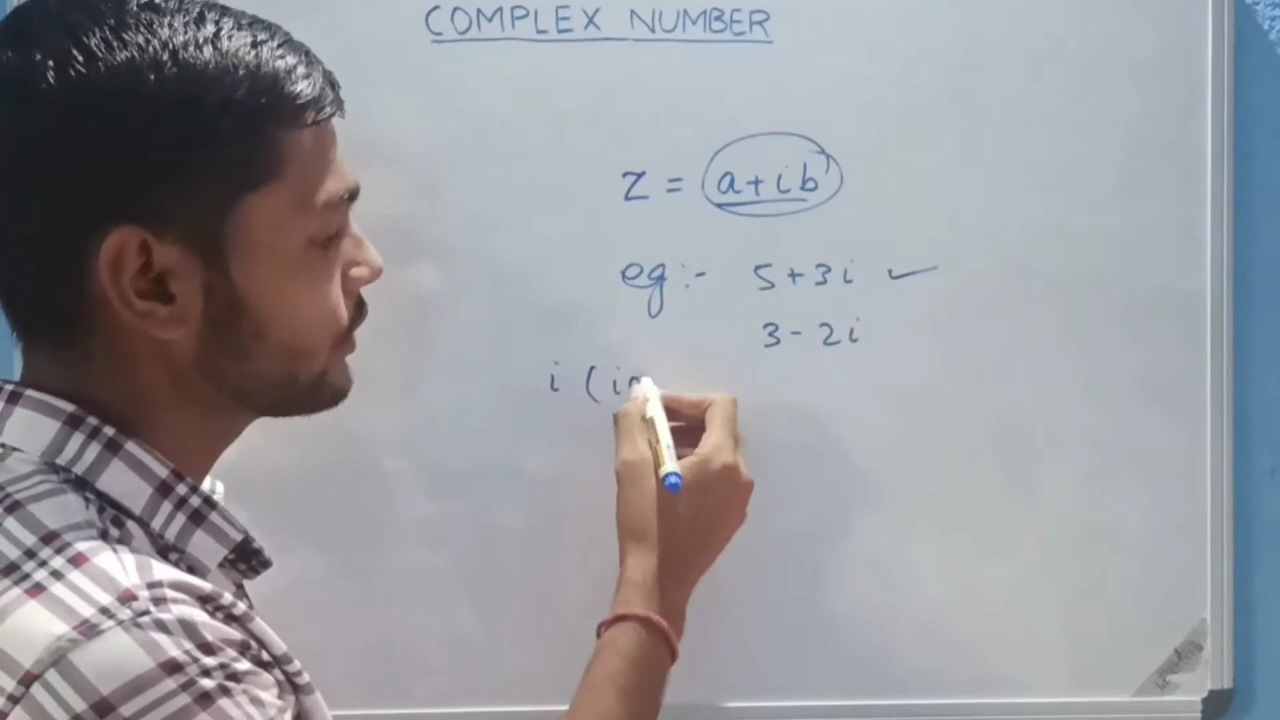 COMPLEX NUMBER
z = a+ib
eg:- 5+3i ✓
3-2i
i (i